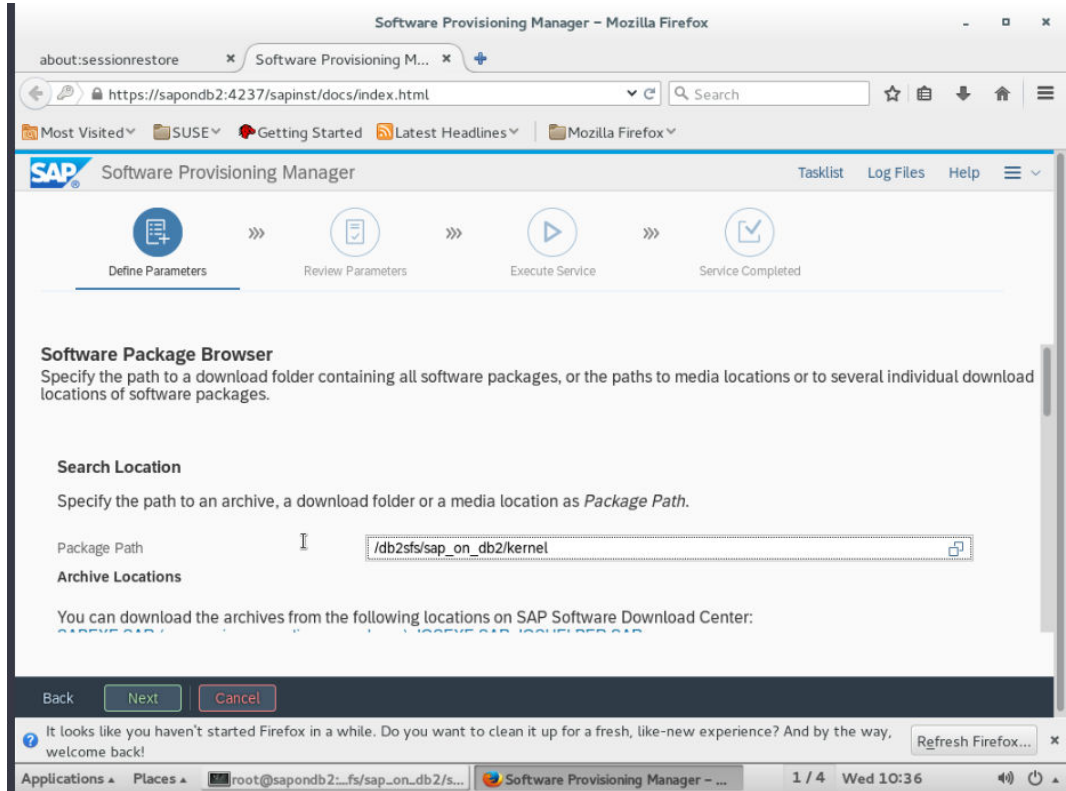 Software Provisioning Manager – Mozilla Firefox
about:sessionrestore
Software Provisioning M...
https://sapondb2:4237/sapinst/docs/index.html
Search
Most Visited
SUSE
Getting Started
Latest Headlines
Mozilla Firefox
SAP
Software Provisioning Manager
Tasklist
Log Files
Help
Define Parameters
Review Parameters
Execute Service
Service Completed
Software Package Browser
Specify the path to a download folder containing all software packages, or the paths to media locations or to several individual download
locations of software packages.
Search Location
Specify the path to an archive, a download folder or a media location as Package Path.
Package Path
/db2sfs/sap_on_db2/kernel
Archive Locations
You can download the archives from the following locations on SAP Software Download Center:
Back
Next
Cancel
It looks like you haven't started Firefox in a while. Do you want to clean it up for a fresh, like-new experience? And by the way,
welcome back!
Refresh Firefox...
Applications
Places
root@sapondb2:..fs/sap_on_db2/s...
Software Provisioning Manager – ...
1 / 4
Wed 10:36